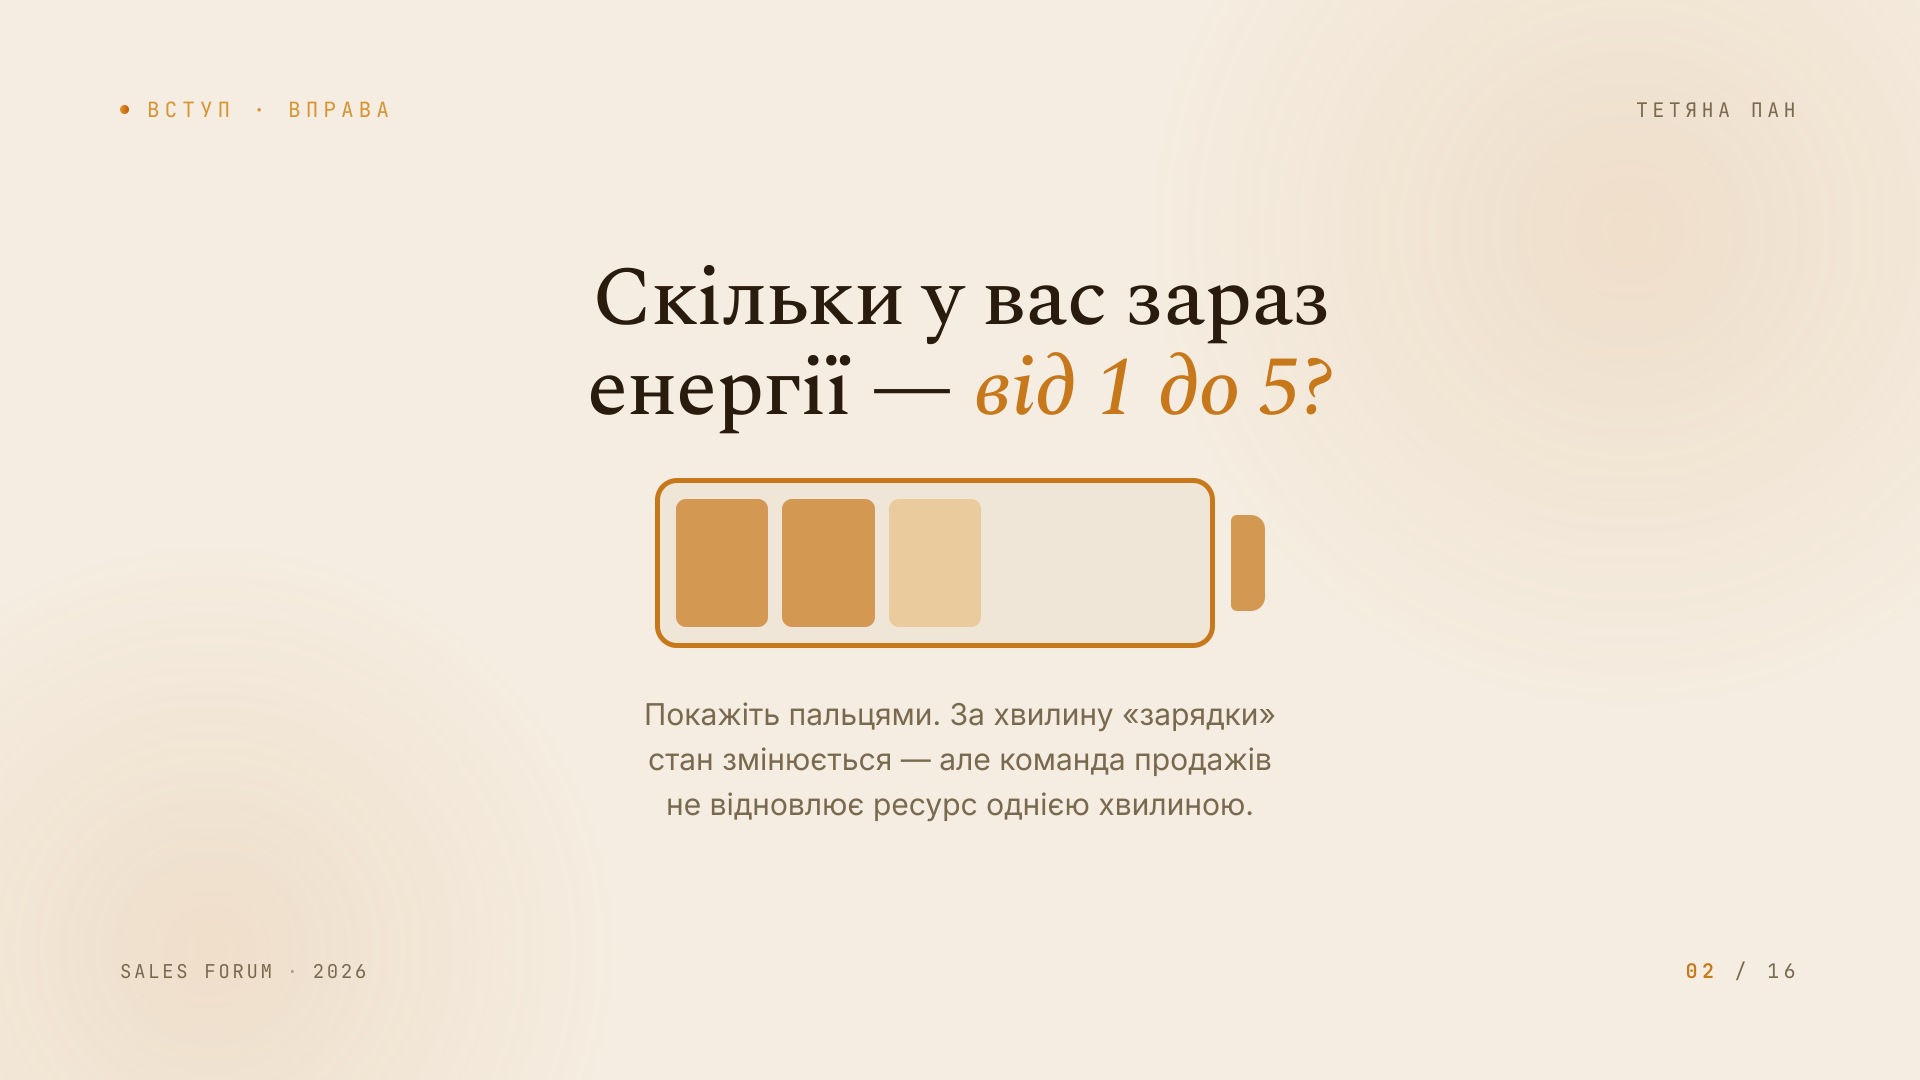 ВСТУП · ВПРАВА
ТЕТЯНА ПАН
Скільки у вас зараз
енергії — від 1 до 5?
Покажіть пальцями. За хвилину «зарядки»
стан змінюється — але команда продажів
не відновлює ресурс однією хвилиною.
SALES FORUM · 2026
02 / 16